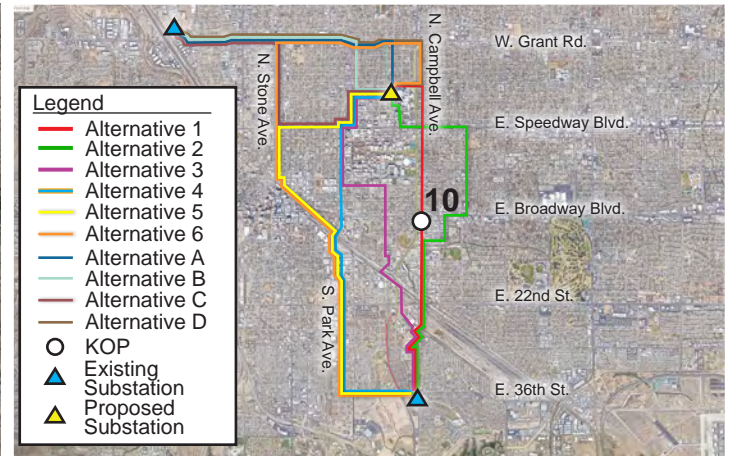 W. Grant Rd.
N. Campbell Ave.
N. Stone Ave.
Legend
Alternative 1
Alternative 2
Alternative 3
Alternative 4
Alternative 5
Alternative 6
Alternative A
Alternative B
Alternative C
Alternative D
KOP
Existing
Substation
Proposed
Substation
E. Speedway Blvd.
10
E. Broadway Blvd.
E. 22nd St.
S. Park Ave.
E. 36th St.